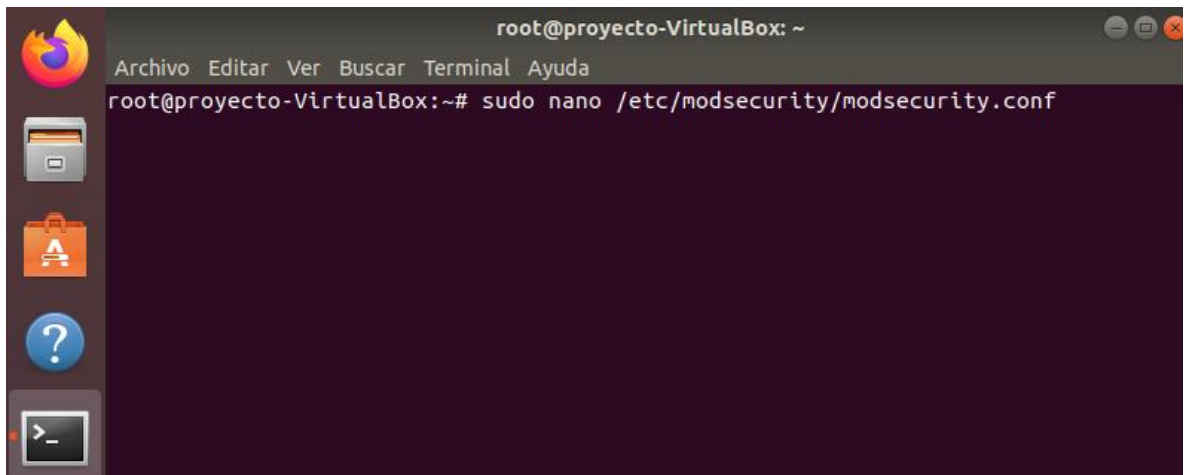 root@proyecto-VirtualBox: ~
Archivo Editar Ver Buscar Terminal Ayuda
root@proyecto-VirtualBox:~# sudo nano /etc/modsecurity/modsecurity.conf